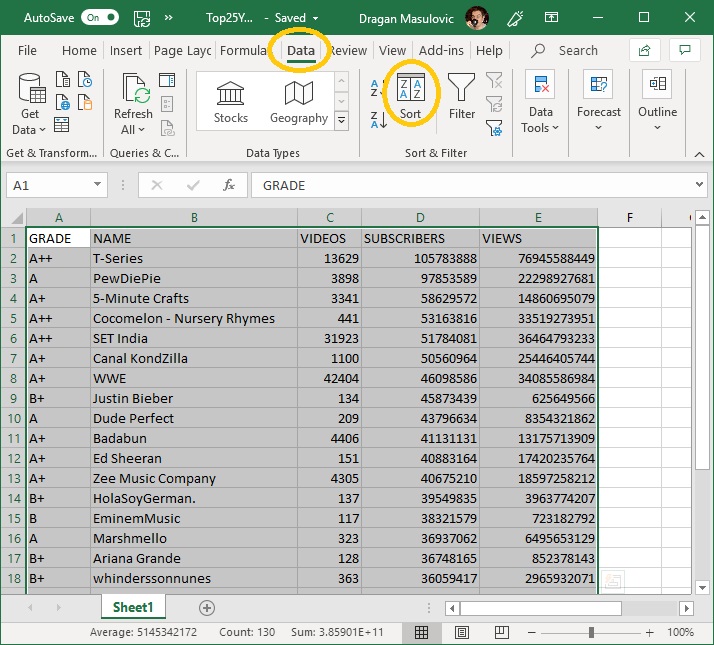 AutoSave On Top25Y... - Saved Dragan Masulovic
File Home Insert Page Layc Formula Data Review View Add-ins Help Search
Get Data Refresh All Stocks Geography A Z Z A Z A A Z Sort Filter Data Tools Forecast Outline
Get & Transform... Queries & C... Data Types Sort & Filter
A1 fx GRADE
A B C D E F
1 GRADE NAME VIDEOS SUBSCRIBERS VIEWS
2 A++ T-Series 13629 105783888 76945588449
3 A PewDiePie 3898 97853589 22298927681
4 A+ 5-Minute Crafts 3341 58629572 14860695079
5 A++ Cocomelon - Nursery Rhymes 441 53163816 33519273951
6 A++ SET India 31923 51784081 36464793233
7 A+ Canal KondZilla 1100 50560964 25446405744
8 A+ WWE 42404 46098586 34085586984
9 B+ Justin Bieber 134 45873439 625649566
10 A Dude Perfect 209 43796634 8354321862
11 A+ Badabun 4406 41131131 13175713909
12 A+ Ed Sheeran 151 40883164 17420235764
13 A+ Zee Music Company 4305 40675210 18597258212
14 B+ HolaSoyGerman. 137 39549835 3963774207
15 B EminemMusic 117 38321579 723182792
16 A Marshmello 323 36937062 6495653129
17 B+ Ariana Grande 128 36748165 852378143
18 B+ whinderssonnunes 363 36059417 2965932071
Sheet1
Average: 5145342172 Count: 130 Sum: 3.85901E+11 100%